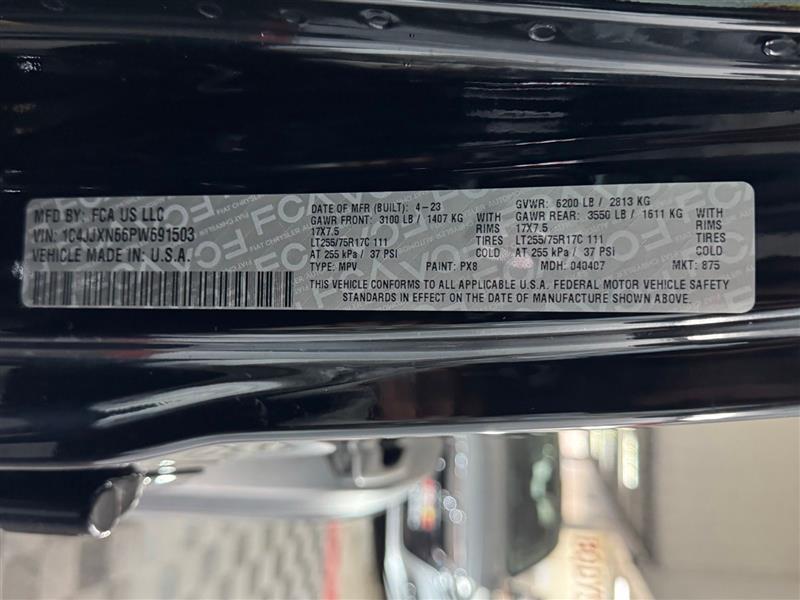 MFD BY: FCA US LLC
VIN: 1C4JJXN66PW691503
VEHICLE MADE IN: U.S.A.
DATE OF MFR (BUILT): 4-23
GVWR: 6200 LB / 2813 KG
GAWR FRONT: 3100 LB / 1407 KG WITH
GAWR REAR: 3550 LB / 1611 KG WITH
17X7.5 RIMS
17X7.5 RIMS
LT255/75R17C 111 TIRES
LT255/75R17C 111 TIRES
AT 255 kPa / 37 PSI COLD
AT 255 kPa / 37 PSI COLD
TYPE: MPV PAINT: PX8 MDH: 040407 MKT: 875
THIS VEHICLE CONFORMS TO ALL APPLICABLE U.S.A. FEDERAL MOTOR VEHICLE SAFETY
STANDARDS IN EFFECT ON THE DATE OF MANUFACTURE SHOWN ABOVE.